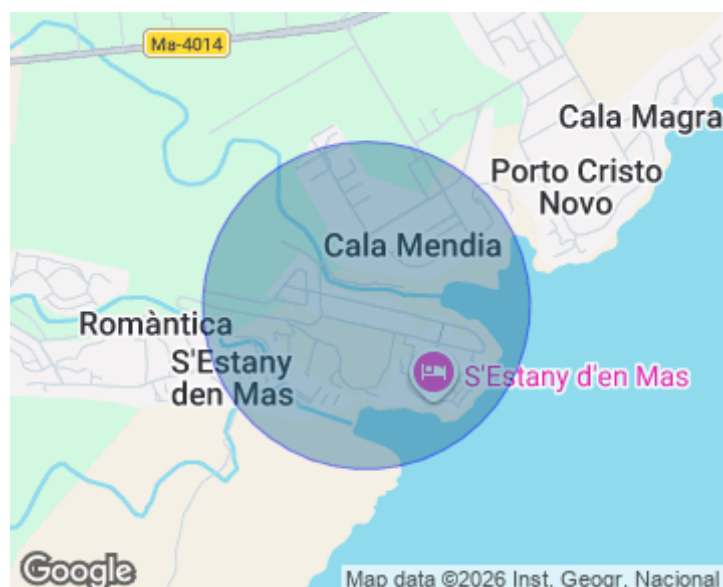 Ma-4014
Cala Magra
Porto Cristo
Novo
Cala Mendia
Romàntica
S'Estany
den Mas
S'Estany d'en Mas
Google
Map data ©2026 Inst. Geogr. Nacional